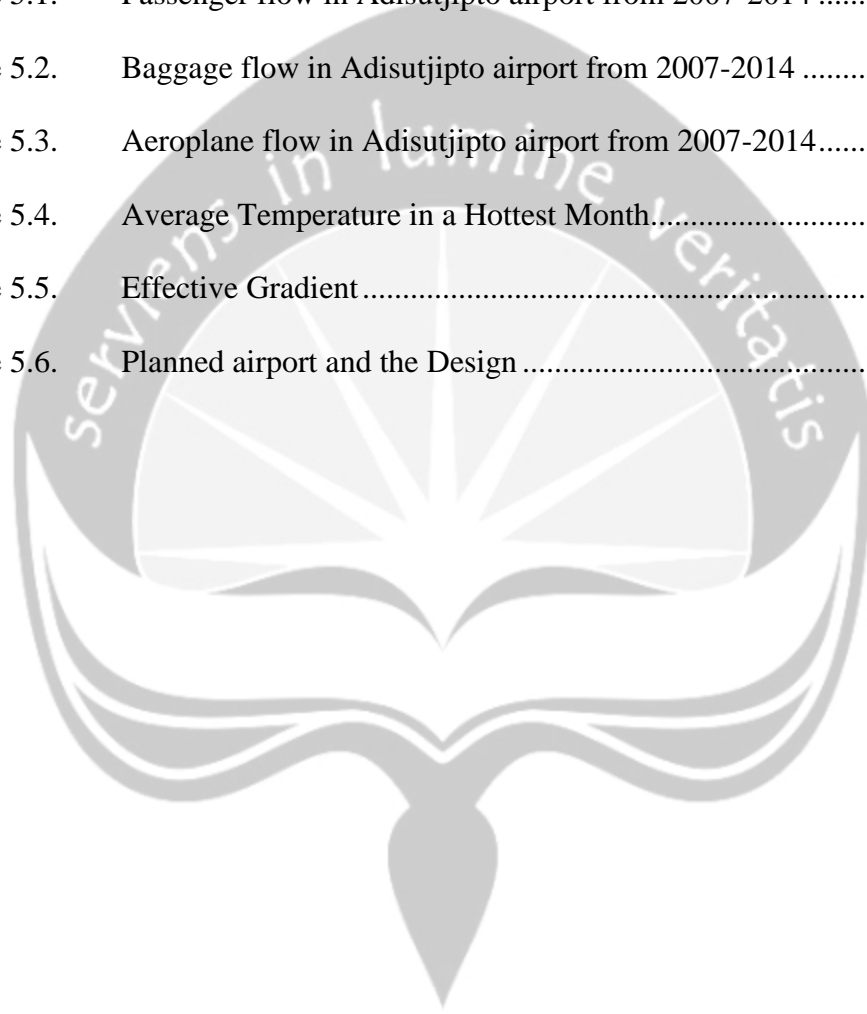 e 5.1. Passenger flow in Adisutjipto airport from 2007-2014 ......
e 5.2. Baggage flow in Adisutjipto airport from 2007-2014 ........
e 5.3. Aeroplane flow in Adisutjipto airport from 2007-2014......
e 5.4. Average Temperature in a Hottest Month...........................
e 5.5. Effective Gradient................................................................
e 5.6. Planned airport and the Design ............................................
serviens in lumine veritatis